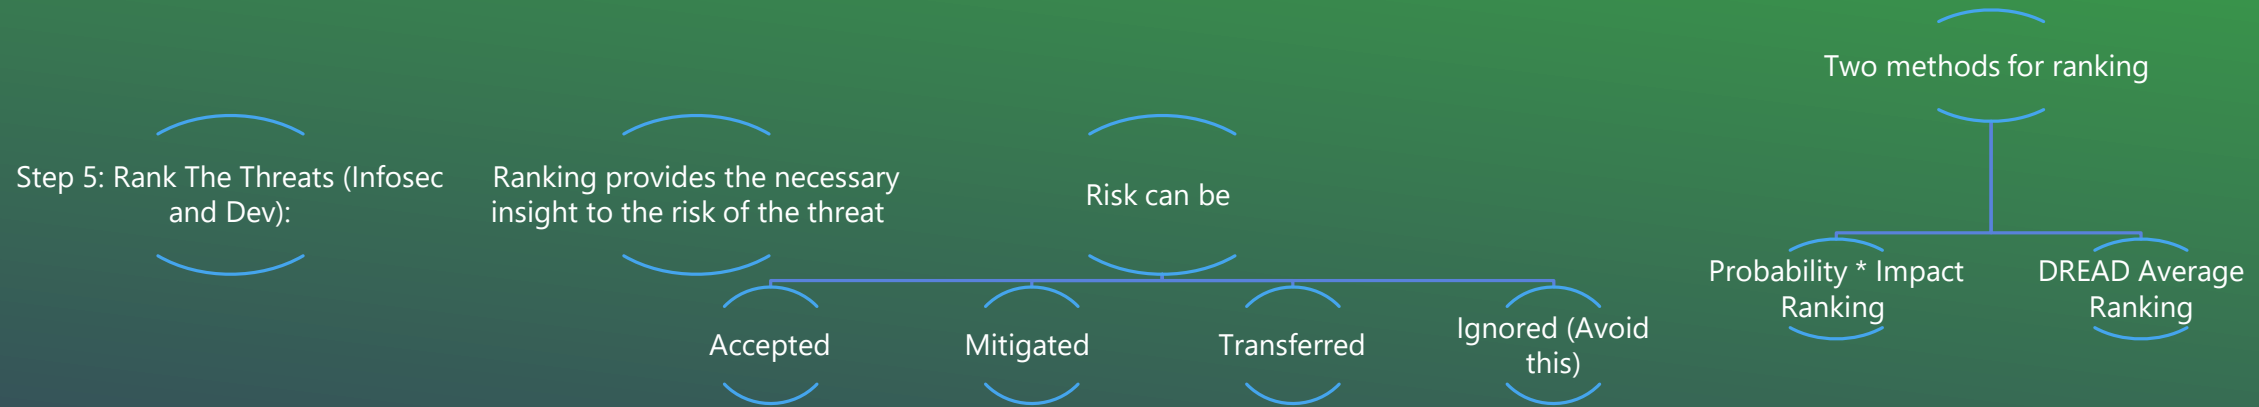 Step 5: Rank The Threats (Infosec
and Dev):
Ranking provides the necessary
insight to the risk of the threat
Risk can be
Accepted
Mitigated
Transferred
Ignored (Avoid
this)
Two methods for ranking
Probability * Impact
Ranking
DREAD Average
Ranking